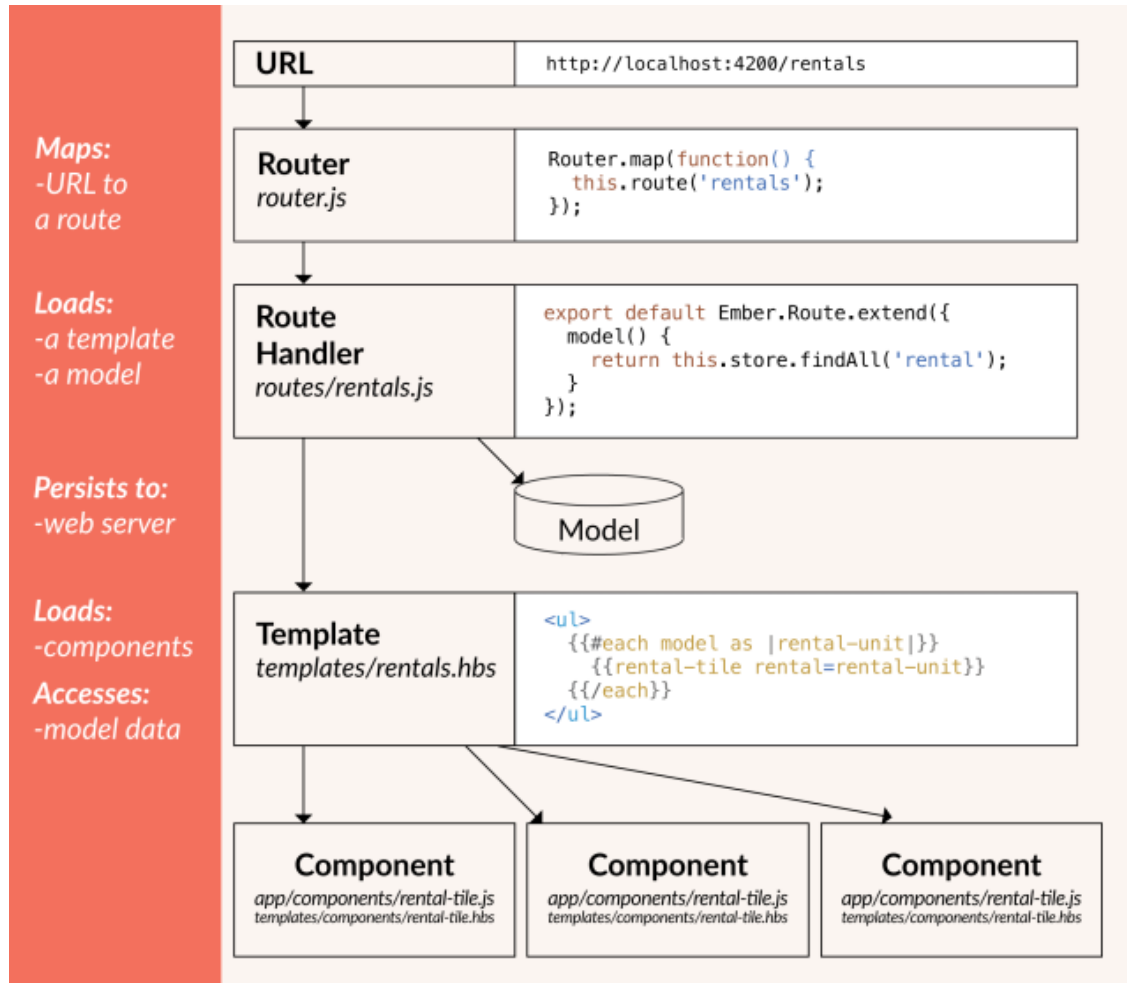 URL
http://localhost:4200/rentals
Maps:
-URL to
a route
Router
router.js
Router.map(function() {
  this.route('rentals');
});
Loads:
-a template
-a model
Route
Handler
routes/rentals.js
export default Ember.Route.extend({
  model() {
    return this.store.findAll('rental');
  }
});
Persists to:
-web server
Model
Loads:
-components
Accesses:
-model data
Template
templates/rentals.hbs
<ul>
  {{#each model as |rental-unit|}}
    {{rental-tile rental=rental-unit}}
  {{/each}}
</ul>
Component
app/components/rental-tile.js
templates/components/rental-tile.hbs
Component
app/components/rental-tile.js
templates/components/rental-tile.hbs
Component
app/components/rental-tile.js
templates/components/rental-tile.hbs